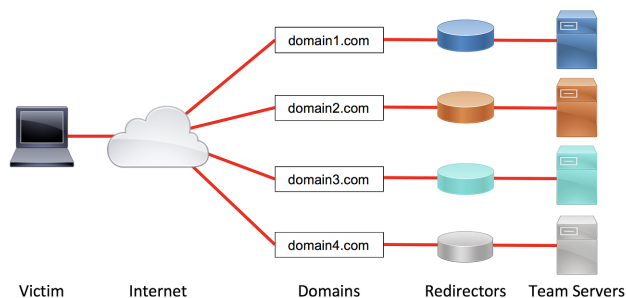 domain1.com
domain2.com
domain3.com
domain4.com
Victim Internet Domains Redirectors Team Servers